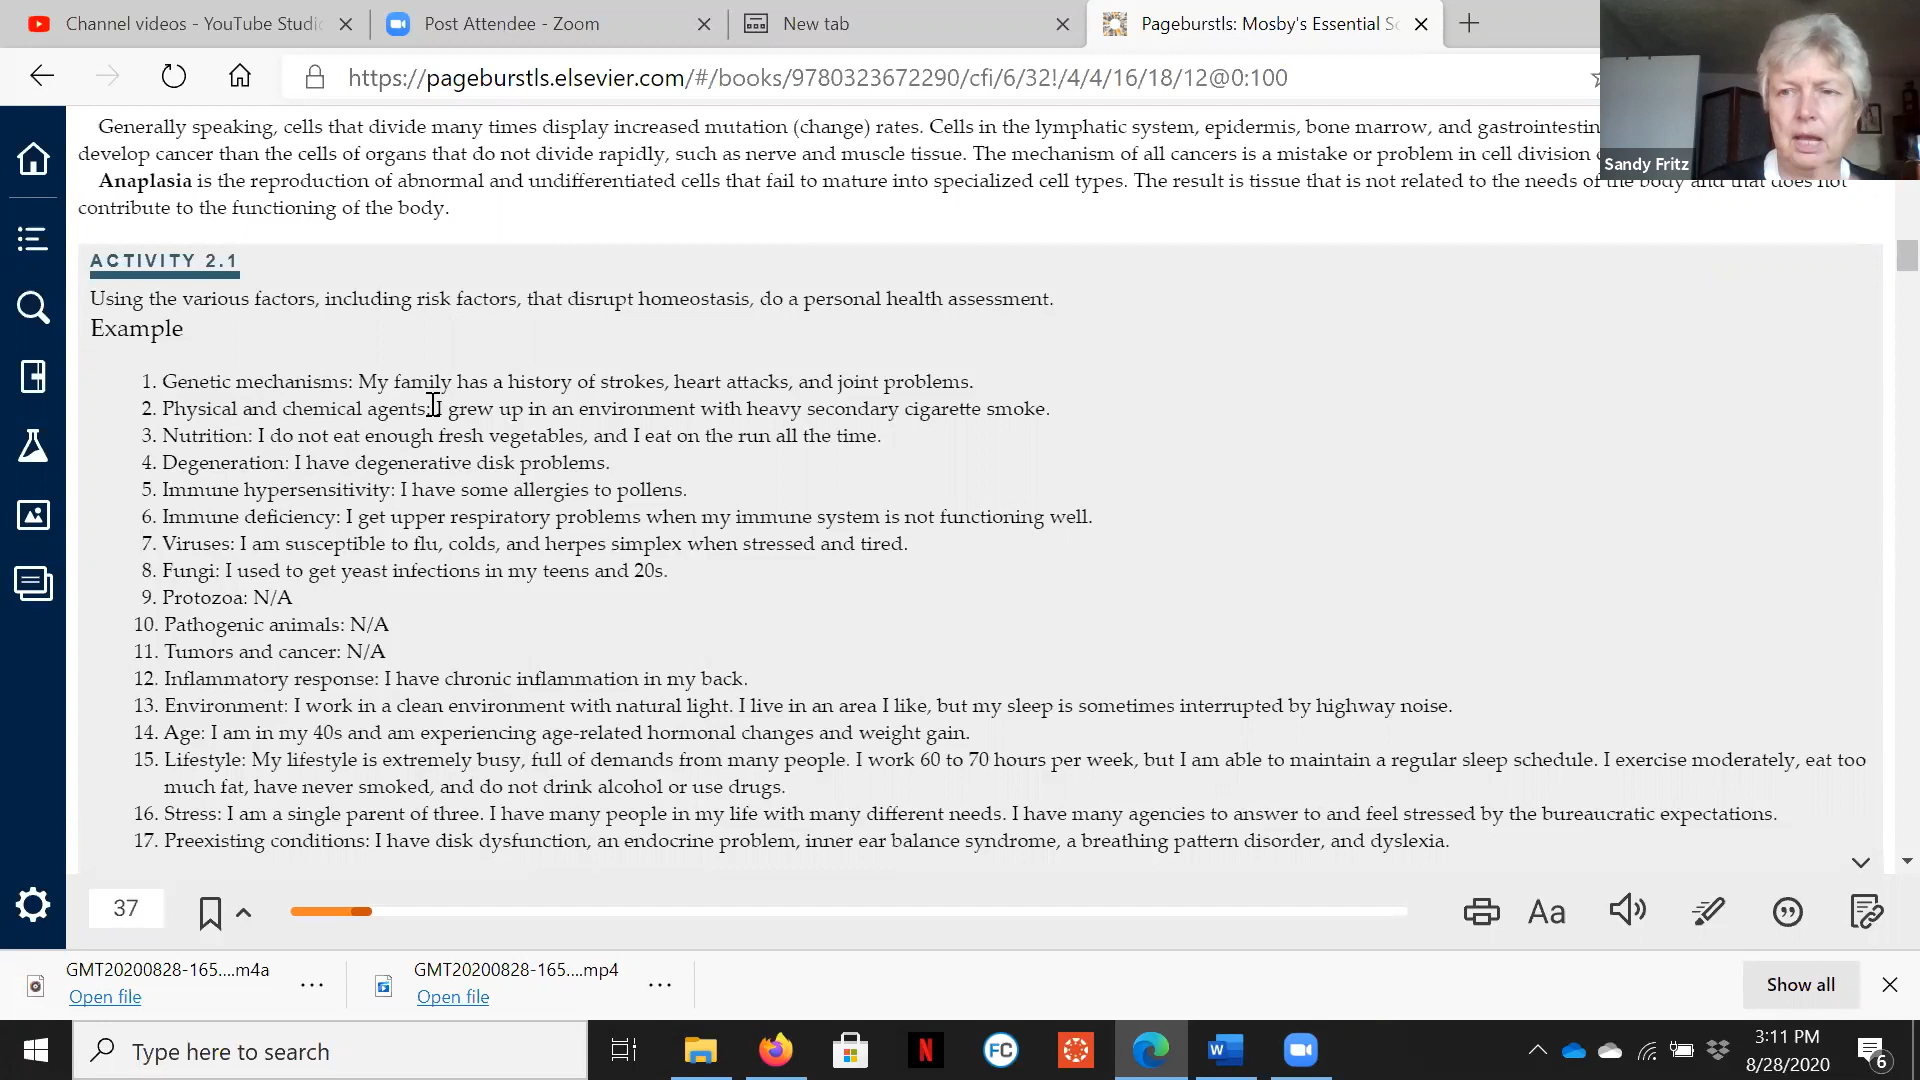 Channel videos - YouTube Studi
Post Attendee - Zoom
New tab
Pageburstls: Mosby's Essential Sc
https://pageburstls.elsevier.com/#/books/9780323672290/cfi/6/32!/4/4/16/18/12@0:100
Sandy Fritz
Generally speaking, cells that divide many times display increased mutation (change) rates. Cells in the lymphatic system, epidermis, bone marrow, and gastrointestin
develop cancer than the cells of organs that do not divide rapidly, such as nerve and muscle tissue. The mechanism of all cancers is a mistake or problem in cell division
Anaplasia is the reproduction of abnormal and undifferentiated cells that fail to mature into specialized cell types. The result is tissue that is not related to the needs of the body and that does not
contribute to the functioning of the body.
ACTIVITY 2.1
Using the various factors, including risk factors, that disrupt homeostasis, do a personal health assessment.
Example
1. Genetic mechanisms: My family has a history of strokes, heart attacks, and joint problems.
2. Physical and chemical agents: I grew up in an environment with heavy secondary cigarette smoke.
3. Nutrition: I do not eat enough fresh vegetables, and I eat on the run all the time.
4. Degeneration: I have degenerative disk problems.
5. Immune hypersensitivity: I have some allergies to pollens.
6. Immune deficiency: I get upper respiratory problems when my immune system is not functioning well.
7. Viruses: I am susceptible to flu, colds, and herpes simplex when stressed and tired.
8. Fungi: I used to get yeast infections in my teens and 20s.
9. Protozoa: N/A
10. Pathogenic animals: N/A
11. Tumors and cancer: N/A
12. Inflammatory response: I have chronic inflammation in my back.
13. Environment: I work in a clean environment with natural light. I live in an area I like, but my sleep is sometimes interrupted by highway noise.
14. Age: I am in my 40s and am experiencing age-related hormonal changes and weight gain.
15. Lifestyle: My lifestyle is extremely busy, full of demands from many people. I work 60 to 70 hours per week, but I am able to maintain a regular sleep schedule. I exercise moderately, eat too
much fat, have never smoked, and do not drink alcohol or use drugs.
16. Stress: I am a single parent of three. I have many people in my life with many different needs. I have many agencies to answer to and feel stressed by the bureaucratic expectations.
17. Preexisting conditions: I have disk dysfunction, an endocrine problem, inner ear balance syndrome, a breathing pattern disorder, and dyslexia.
37
Aa
GMT20200828-165....m4a
Open file
GMT20200828-165....mp4
Open file
Show all
Type here to search
N
FC
W
3:11 PM
8/28/2020
6